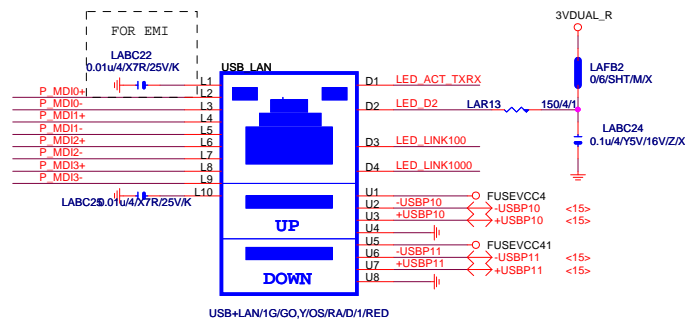 3VDUAL_R
FOR EMI
LABC22
0.01u/4/X7R/25V/K
USB_LAN
LAFB2
0/6/SHT/M/X
L1
D1 LED_ACT_TXRX
P_MDI0+ L2
P_MDI0- L3
D2 LED_D2 LAR13 150/4/1
P_MDI1+ L4
P_MDI1- L5
LABC24
0.1u/4/Y5V/16V/Z/X
P_MDI2+ L6
D3 LED_LINK100
P_MDI2- L7
P_MDI3+ L8
D4 LED_LINK1000
P_MDI3- L9
LABC25 0.01u/4/X7R/25V/K L10
U1 FUSEVCC4
U2 -USBP10 -USBP10 <15>
U3 +USBP10 +USBP10 <15>
UP
U4
U5 FUSEVCC41
U6 -USBP11 -USBP11 <15>
U7 +USBP11 +USBP11 <15>
DOWN
U8
USB+LAN/1G/GO,Y/OS/RA/D/1/RED